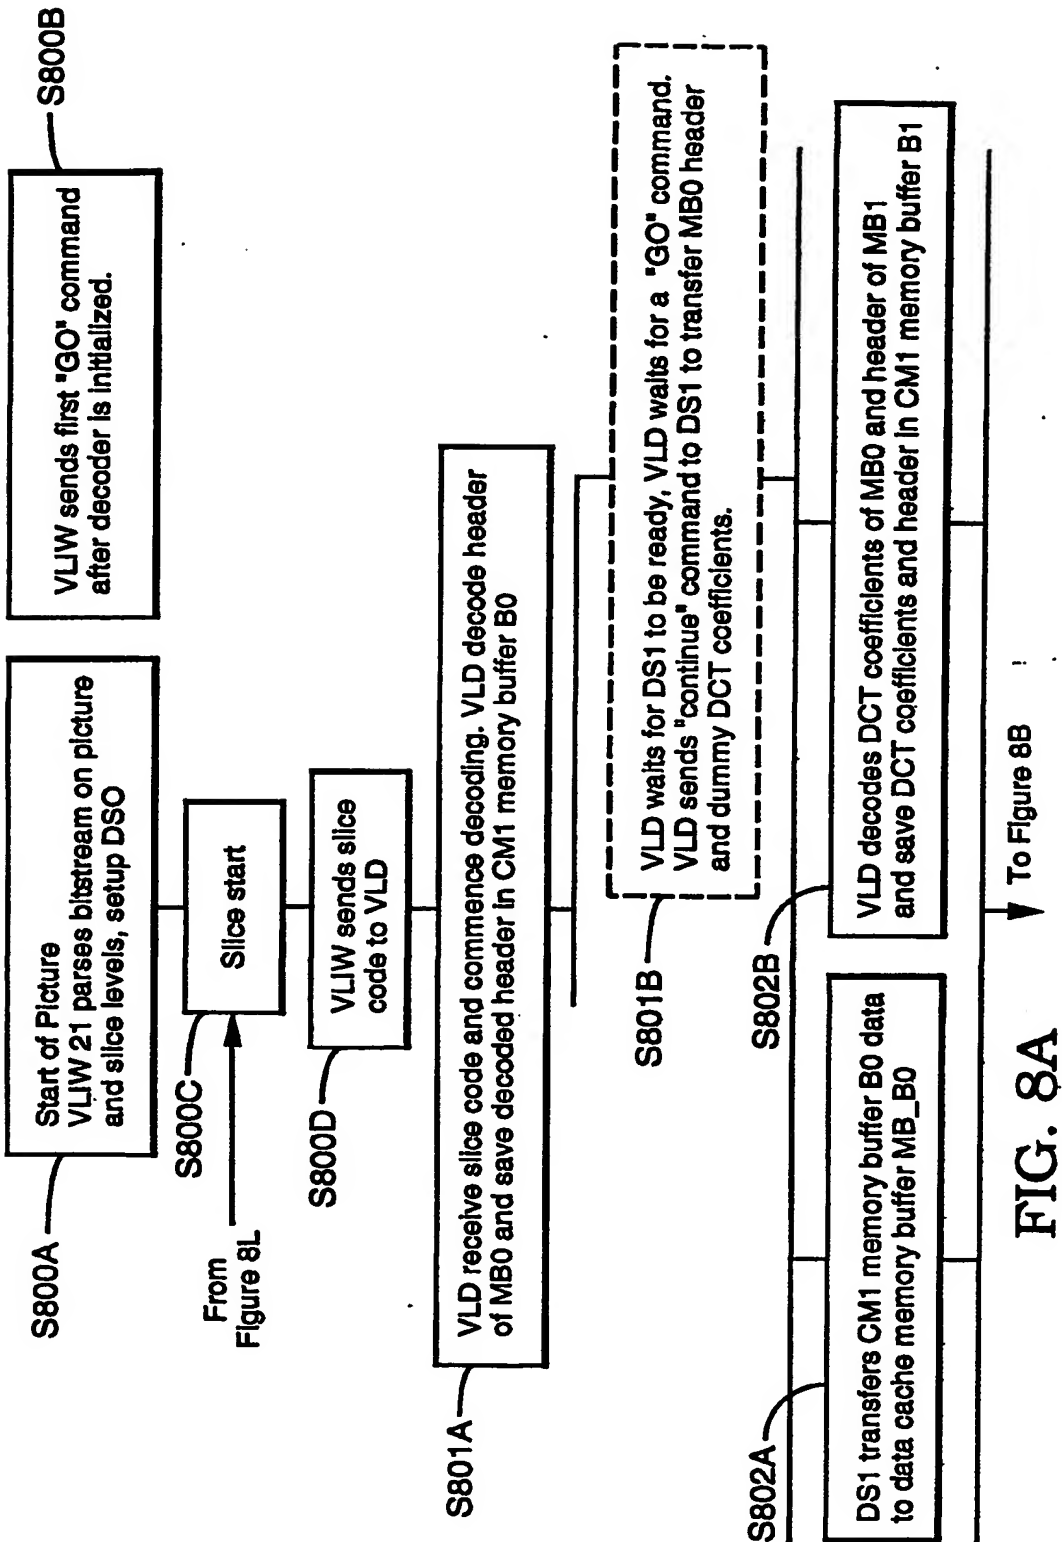 S800A
Start of Picture
VLIW 21 parses bitstream on picture
and slice levels, setup DSO
S800B
VLIW sends first "GO" command
after decoder is initialized.
S800C
Slice start
From
Figure 8L
S800D
VLIW sends slice
code to VLD
S801A
VLD receive slice code and commence decoding. VLD decode header
of MB0 and save decoded header in CM1 memory buffer B0
S801B
VLD waits for DS1 to be ready, VLD waits for a "GO" command.
VLD sends "continue" command to DS1 to transfer MB0 header
and dummy DCT coefficients.
S802A
DS1 transfers CM1 memory buffer B0 data
to data cache memory buffer MB_B0
S802B
VLD decodes DCT coefficients of MB0 and header of MB1
and save DCT coefficients and header in CM1 memory buffer B1
To Figure 8B
FIG. 8A